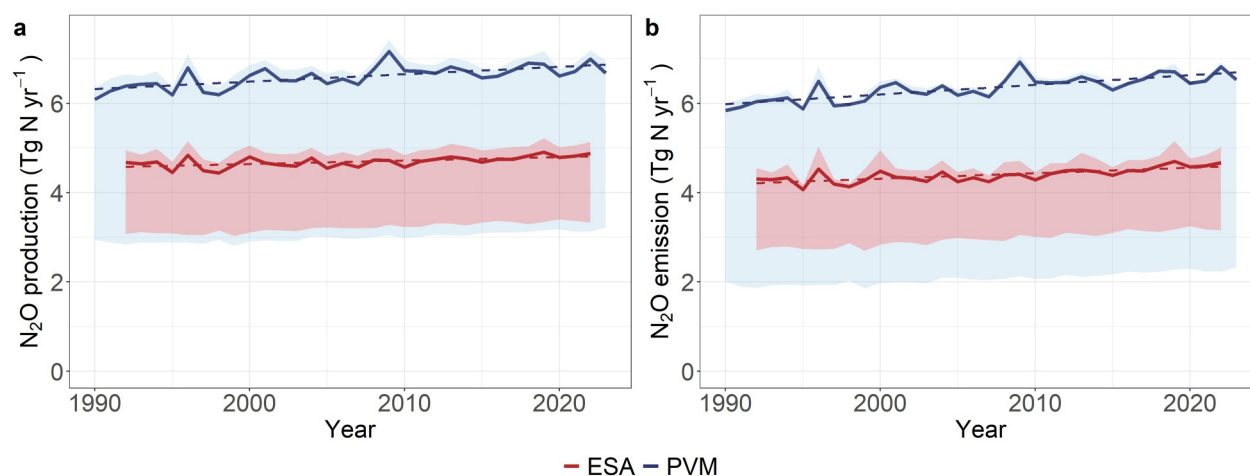 a
N₂O production (Tg N yr⁻¹ )
6
4
2
0
1990 2000 2010 2020
Year
b
N₂O emission (Tg N yr⁻¹ )
6
4
2
0
1990 2000 2010 2020
Year
ESA PVM